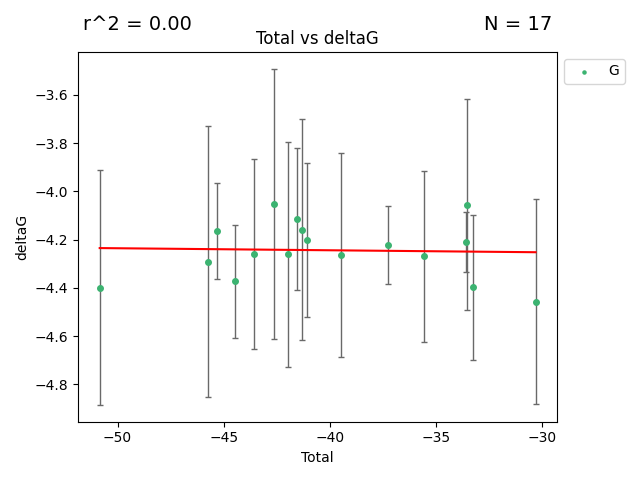 r^2 = 0.00
N = 17
Total vs deltaG
G
−3.6
−3.8
−4.0
−4.2
−4.4
−4.6
−4.8
deltaG
−50
−45
−40
−35
−30
Total